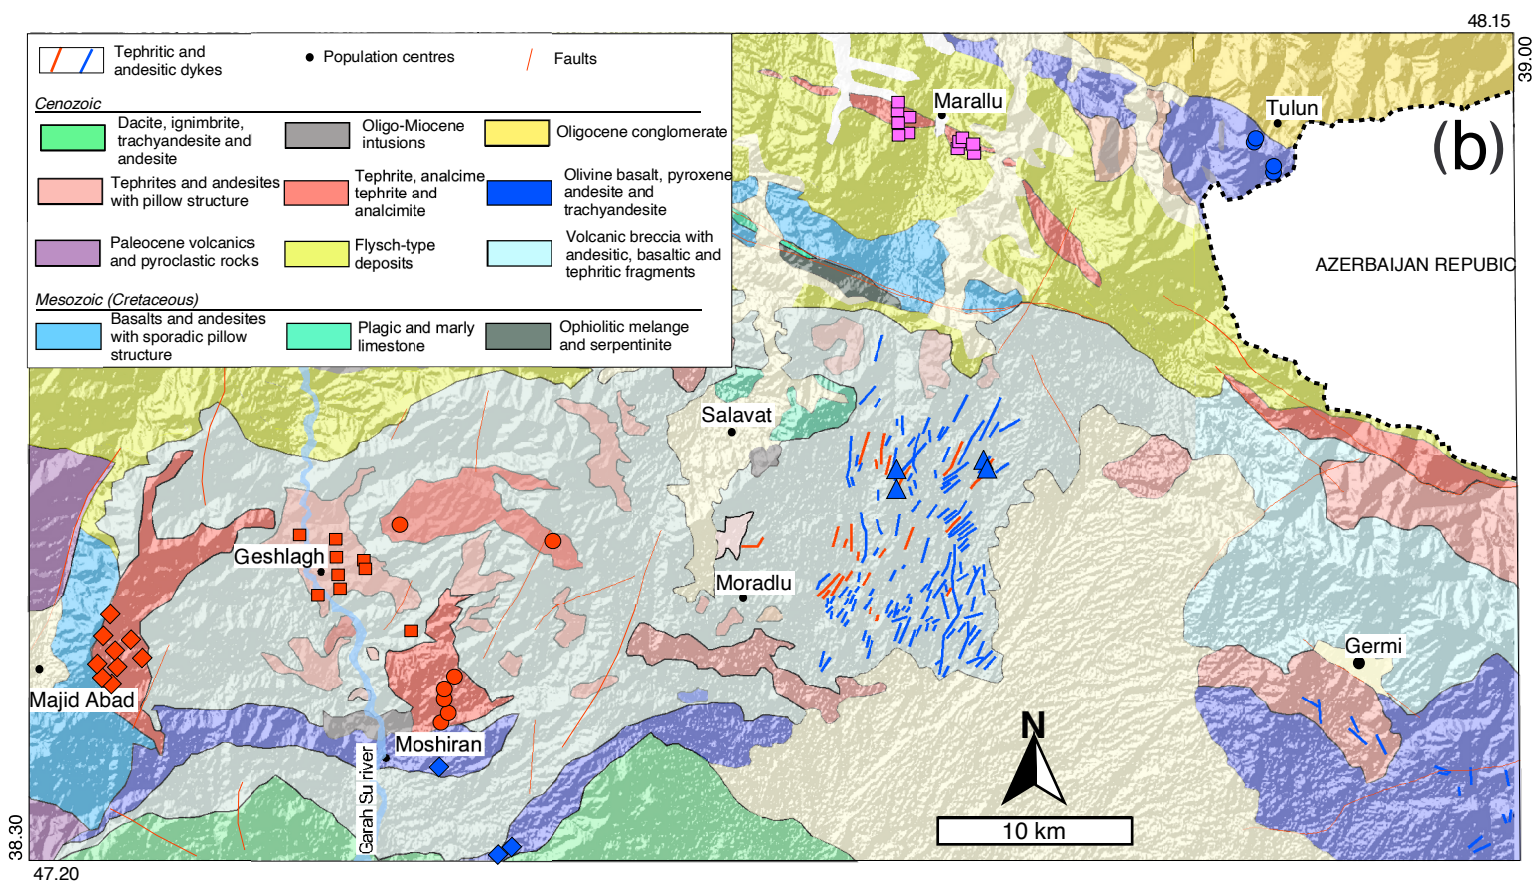 48.15
39.00
Tephritic and
andesitic dykes
Population centres
Faults
Cenozoic
Dacite, ignimbrite,
trachyandesite and
andesite
Oligo-Miocene
intusions
Oligocene conglomerate
Tephrites and andesites
with pillow structure
Tephrite, analcime
tephrite and
analcimite
Olivine basalt, pyroxene
andesite and
trachyandesite
Paleocene volcanics
and pyroclastic rocks
Flysch-type
deposits
Volcanic breccia with
andesitic, basaltic and
tephritic fragments
Mesozoic (Cretaceous)
Basalts and andesites
with sporadic pillow
structure
Plagic and marly
limestone
Ophiolitic melange
and serpentinite
Marallu
Tulun
(b)
AZERBAIJAN REPUBIC
Salavat
Geshlagh
Moradlu
Germi
Majid Abad
Moshiran
Garah Su river
N
10 km
38.30
47.20